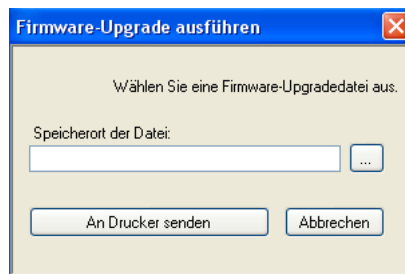 Firmware-Upgrade ausführen
Wählen Sie eine Firmware-Upgradedatei aus.
Speicherort der Datei:
...
An Drucker senden Abbrechen